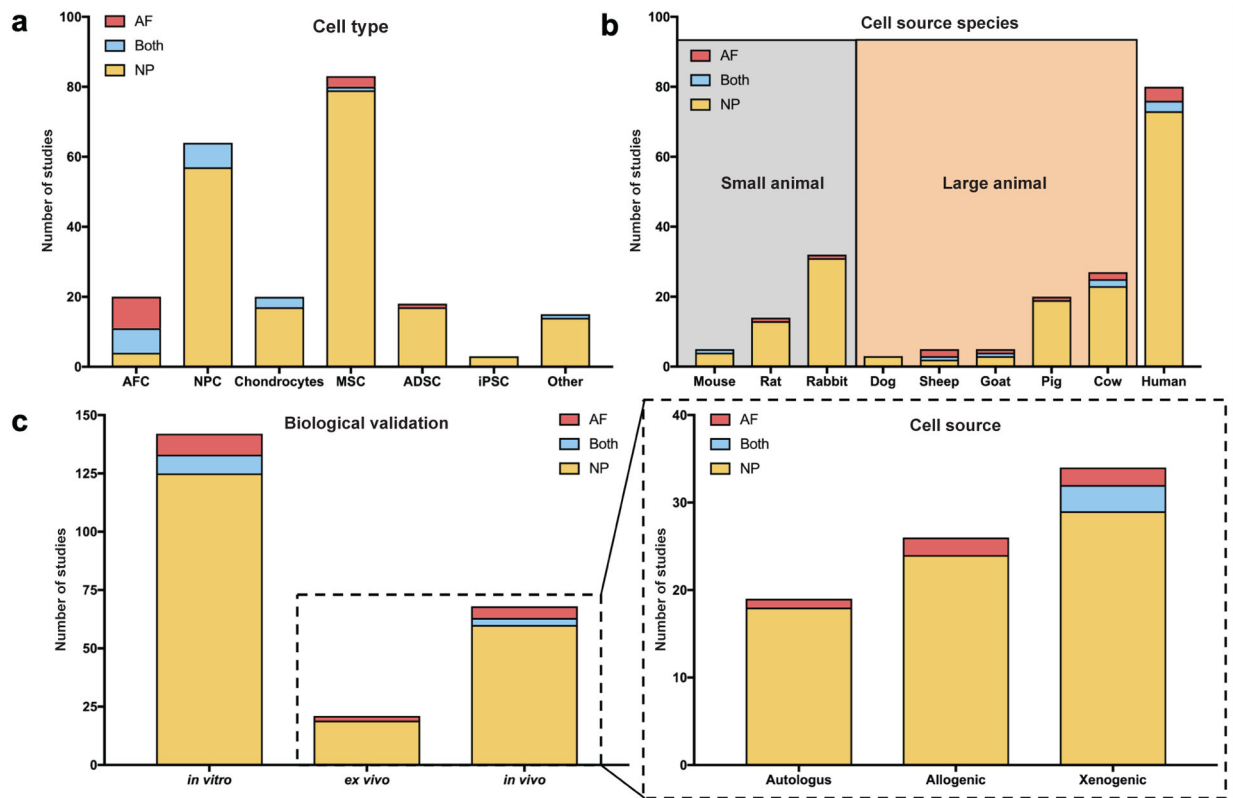 a
Cell type
AF
Both
NP
Number of studies
100
80
60
40
20
0
AFC NPC Chondrocytes MSC ADSC iPSC Other
b
Cell source species
AF
Both
NP
Small animal
Large animal
Number of studies
100
80
60
40
20
0
Mouse Rat Rabbit Dog Sheep Goat Pig Cow Human
c
Biological validation
AF
Both
NP
Number of studies
150
125
100
75
50
25
0
in vitro ex vivo in vivo
Cell source
AF
Both
NP
Number of studies
40
30
20
10
0
Autologus Allogenic Xenogenic